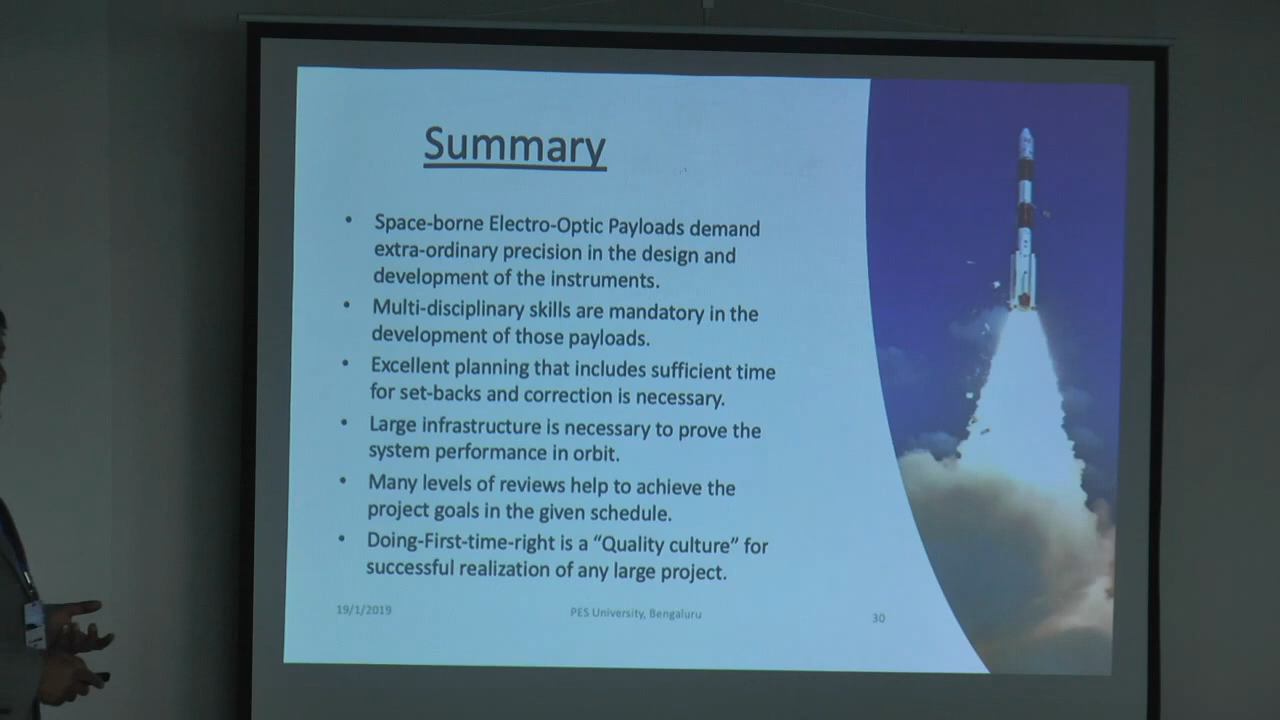 Summary
• Space-borne Electro-Optic Payloads demand
extra-ordinary precision in the design and
development of the instruments.
• Multi-disciplinary skills are mandatory in the
development of those payloads.
• Excellent planning that includes sufficient time
for set-backs and correction is necessary.
• Large infrastructure is necessary to prove the
system performance in orbit.
• Many levels of reviews help to achieve the
project goals in the given schedule.
• Doing-First-time-right is a “Quality culture” for
successful realization of any large project.
19/1/2019 PES University, Bengaluru 30